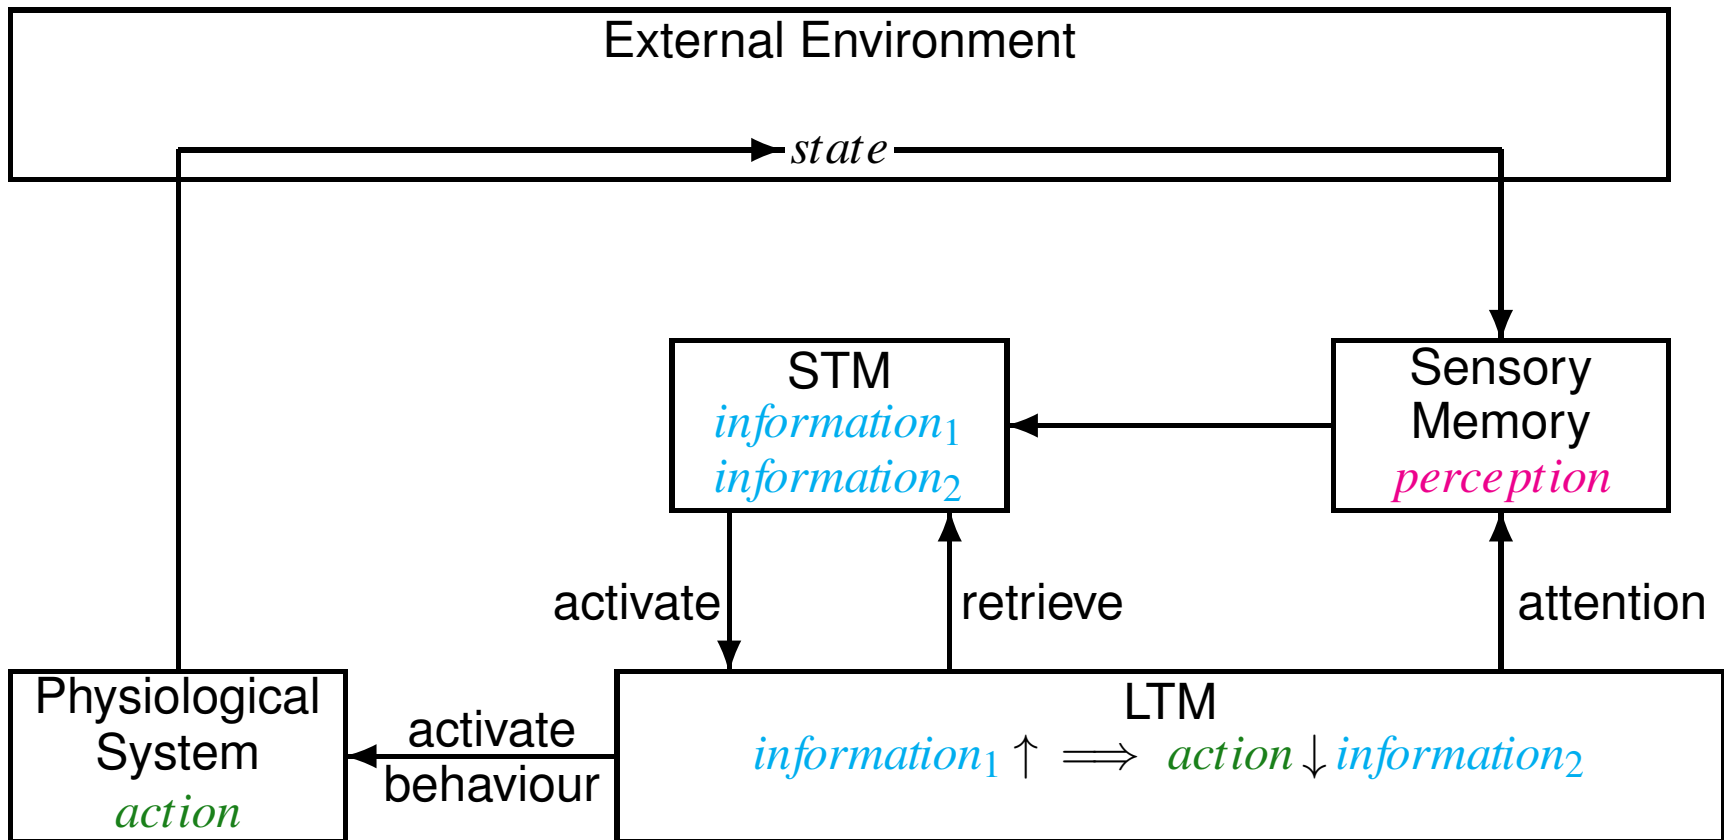 External Environment
state
STM
information₁
information₂
Sensory
Memory
perception
activate
retrieve
attention
Physiological
System
action
activate
behaviour
LTM
information₁ ↑ ⟹ action ↓ information₂